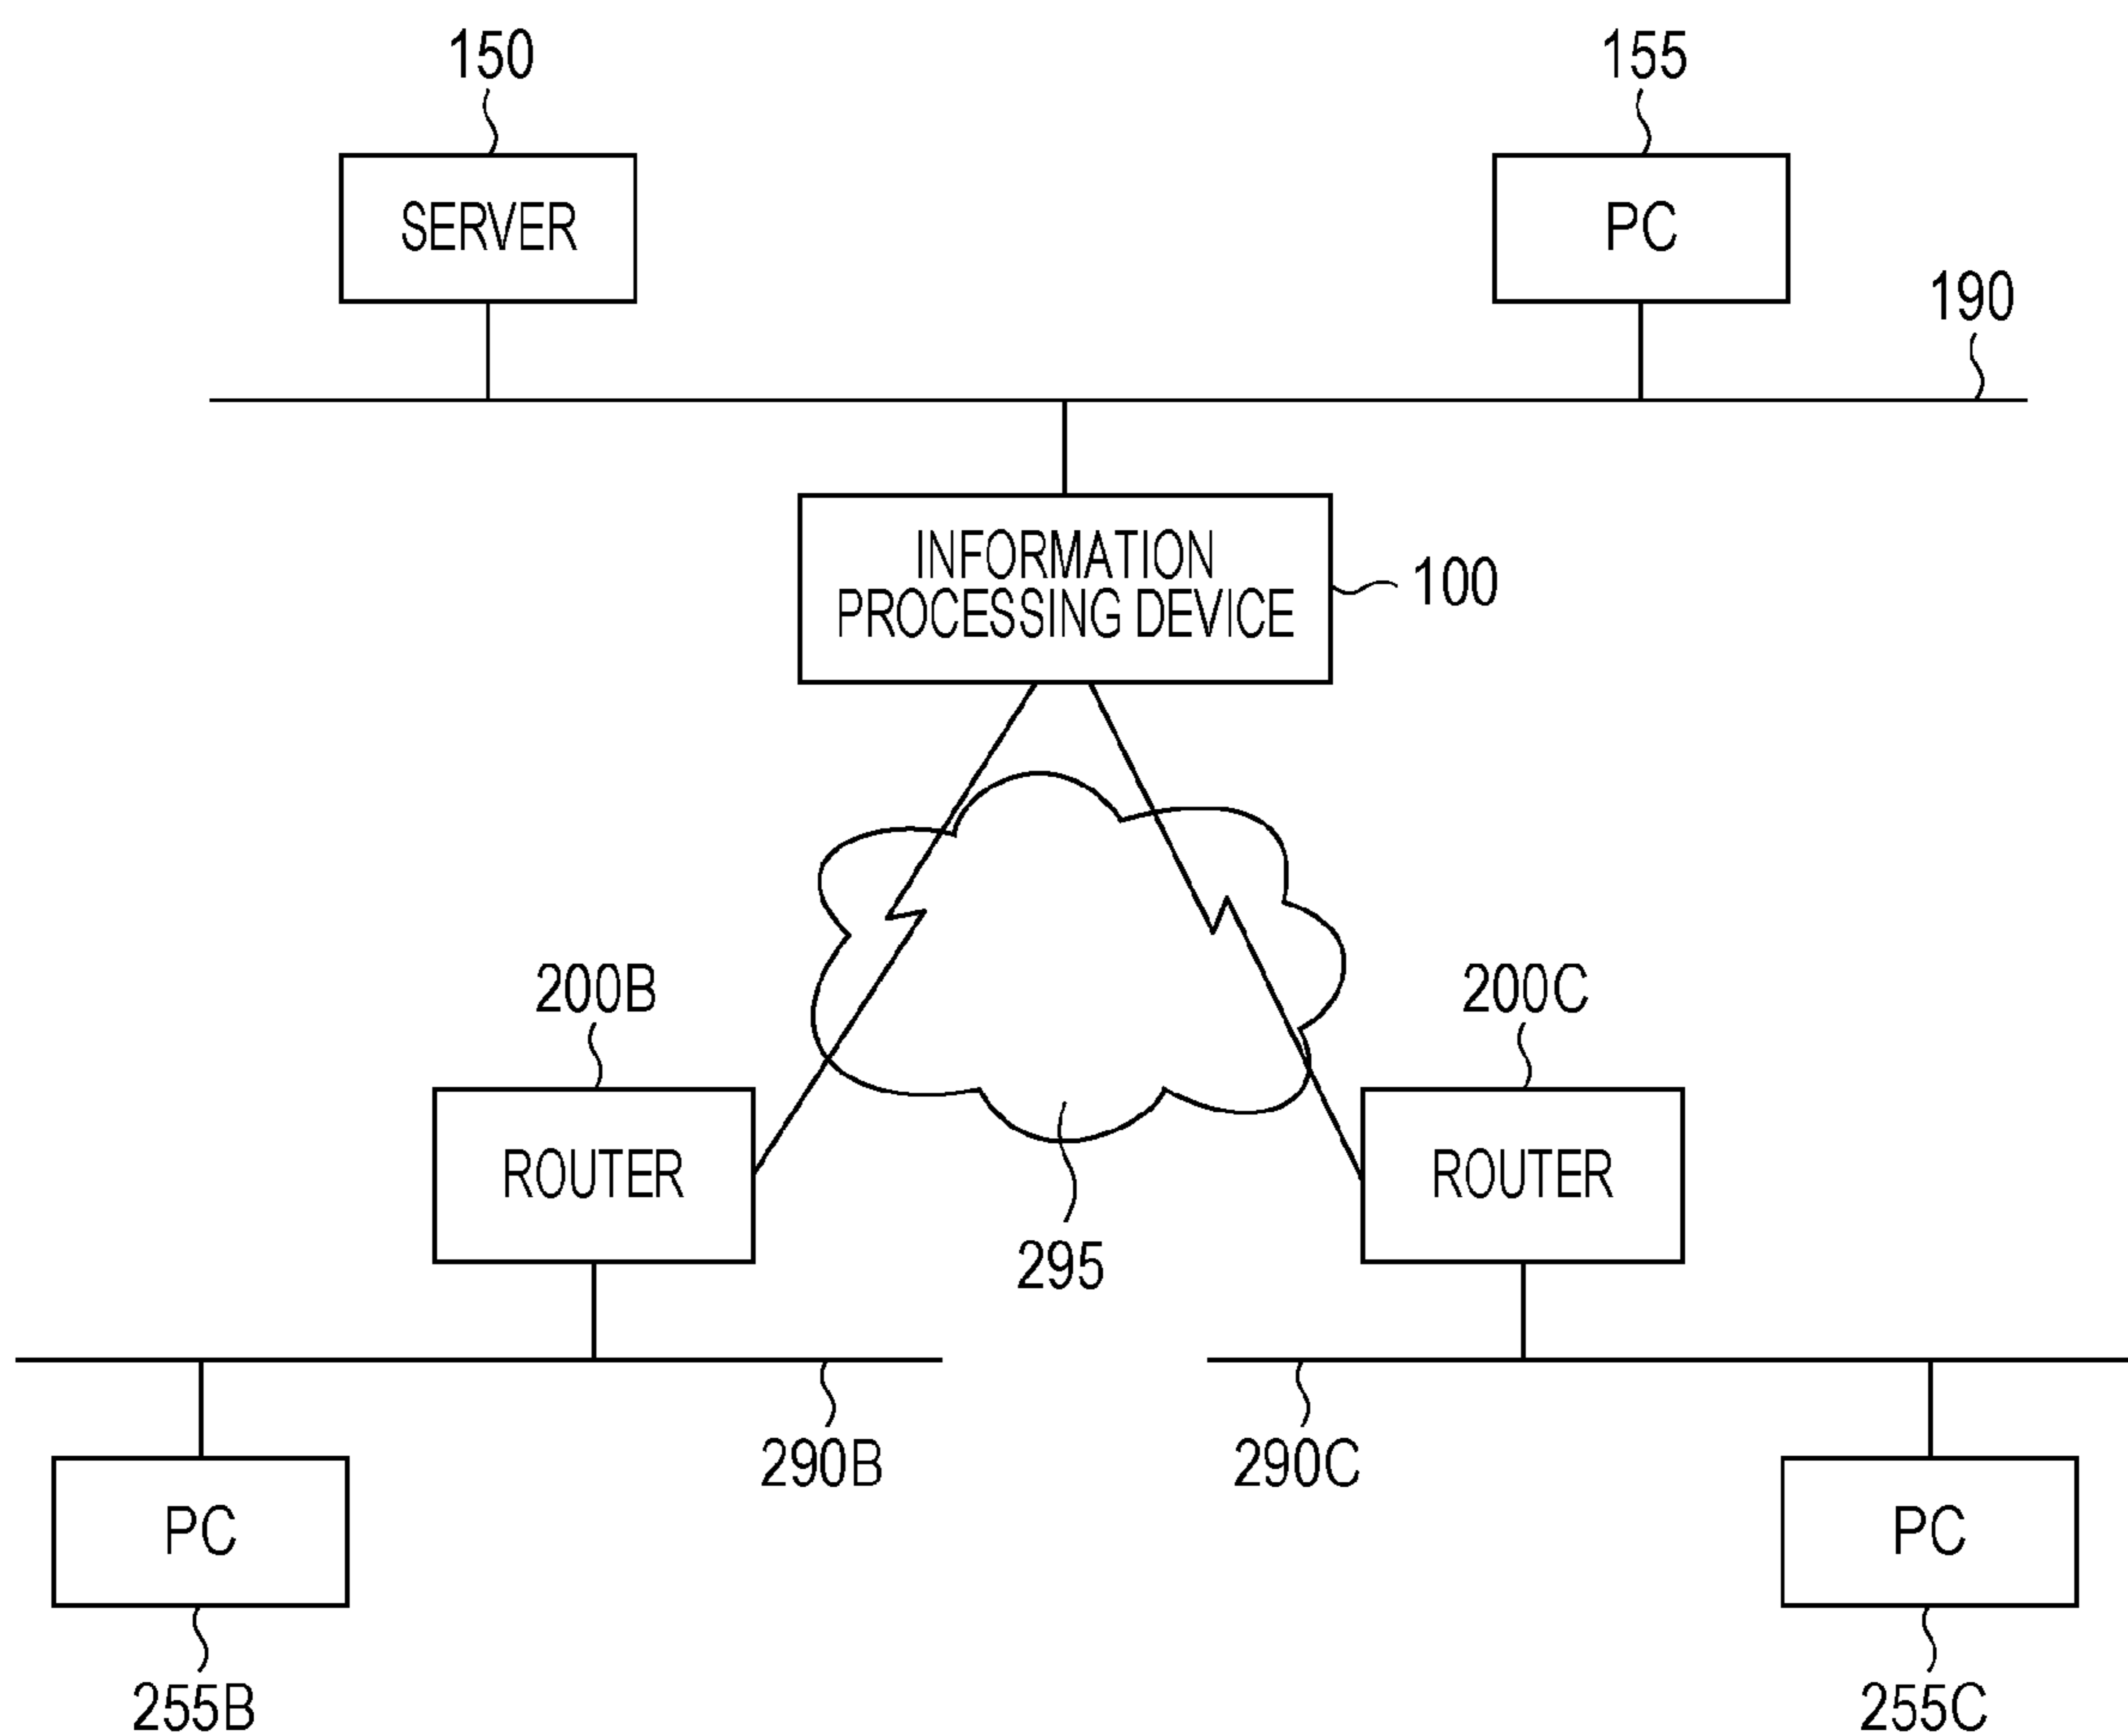 150
155
SERVER
PC
190
INFORMATION
PROCESSING DEVICE
100
200B
200C
ROUTER
ROUTER
295
290B
290C
PC
PC
255B
255C